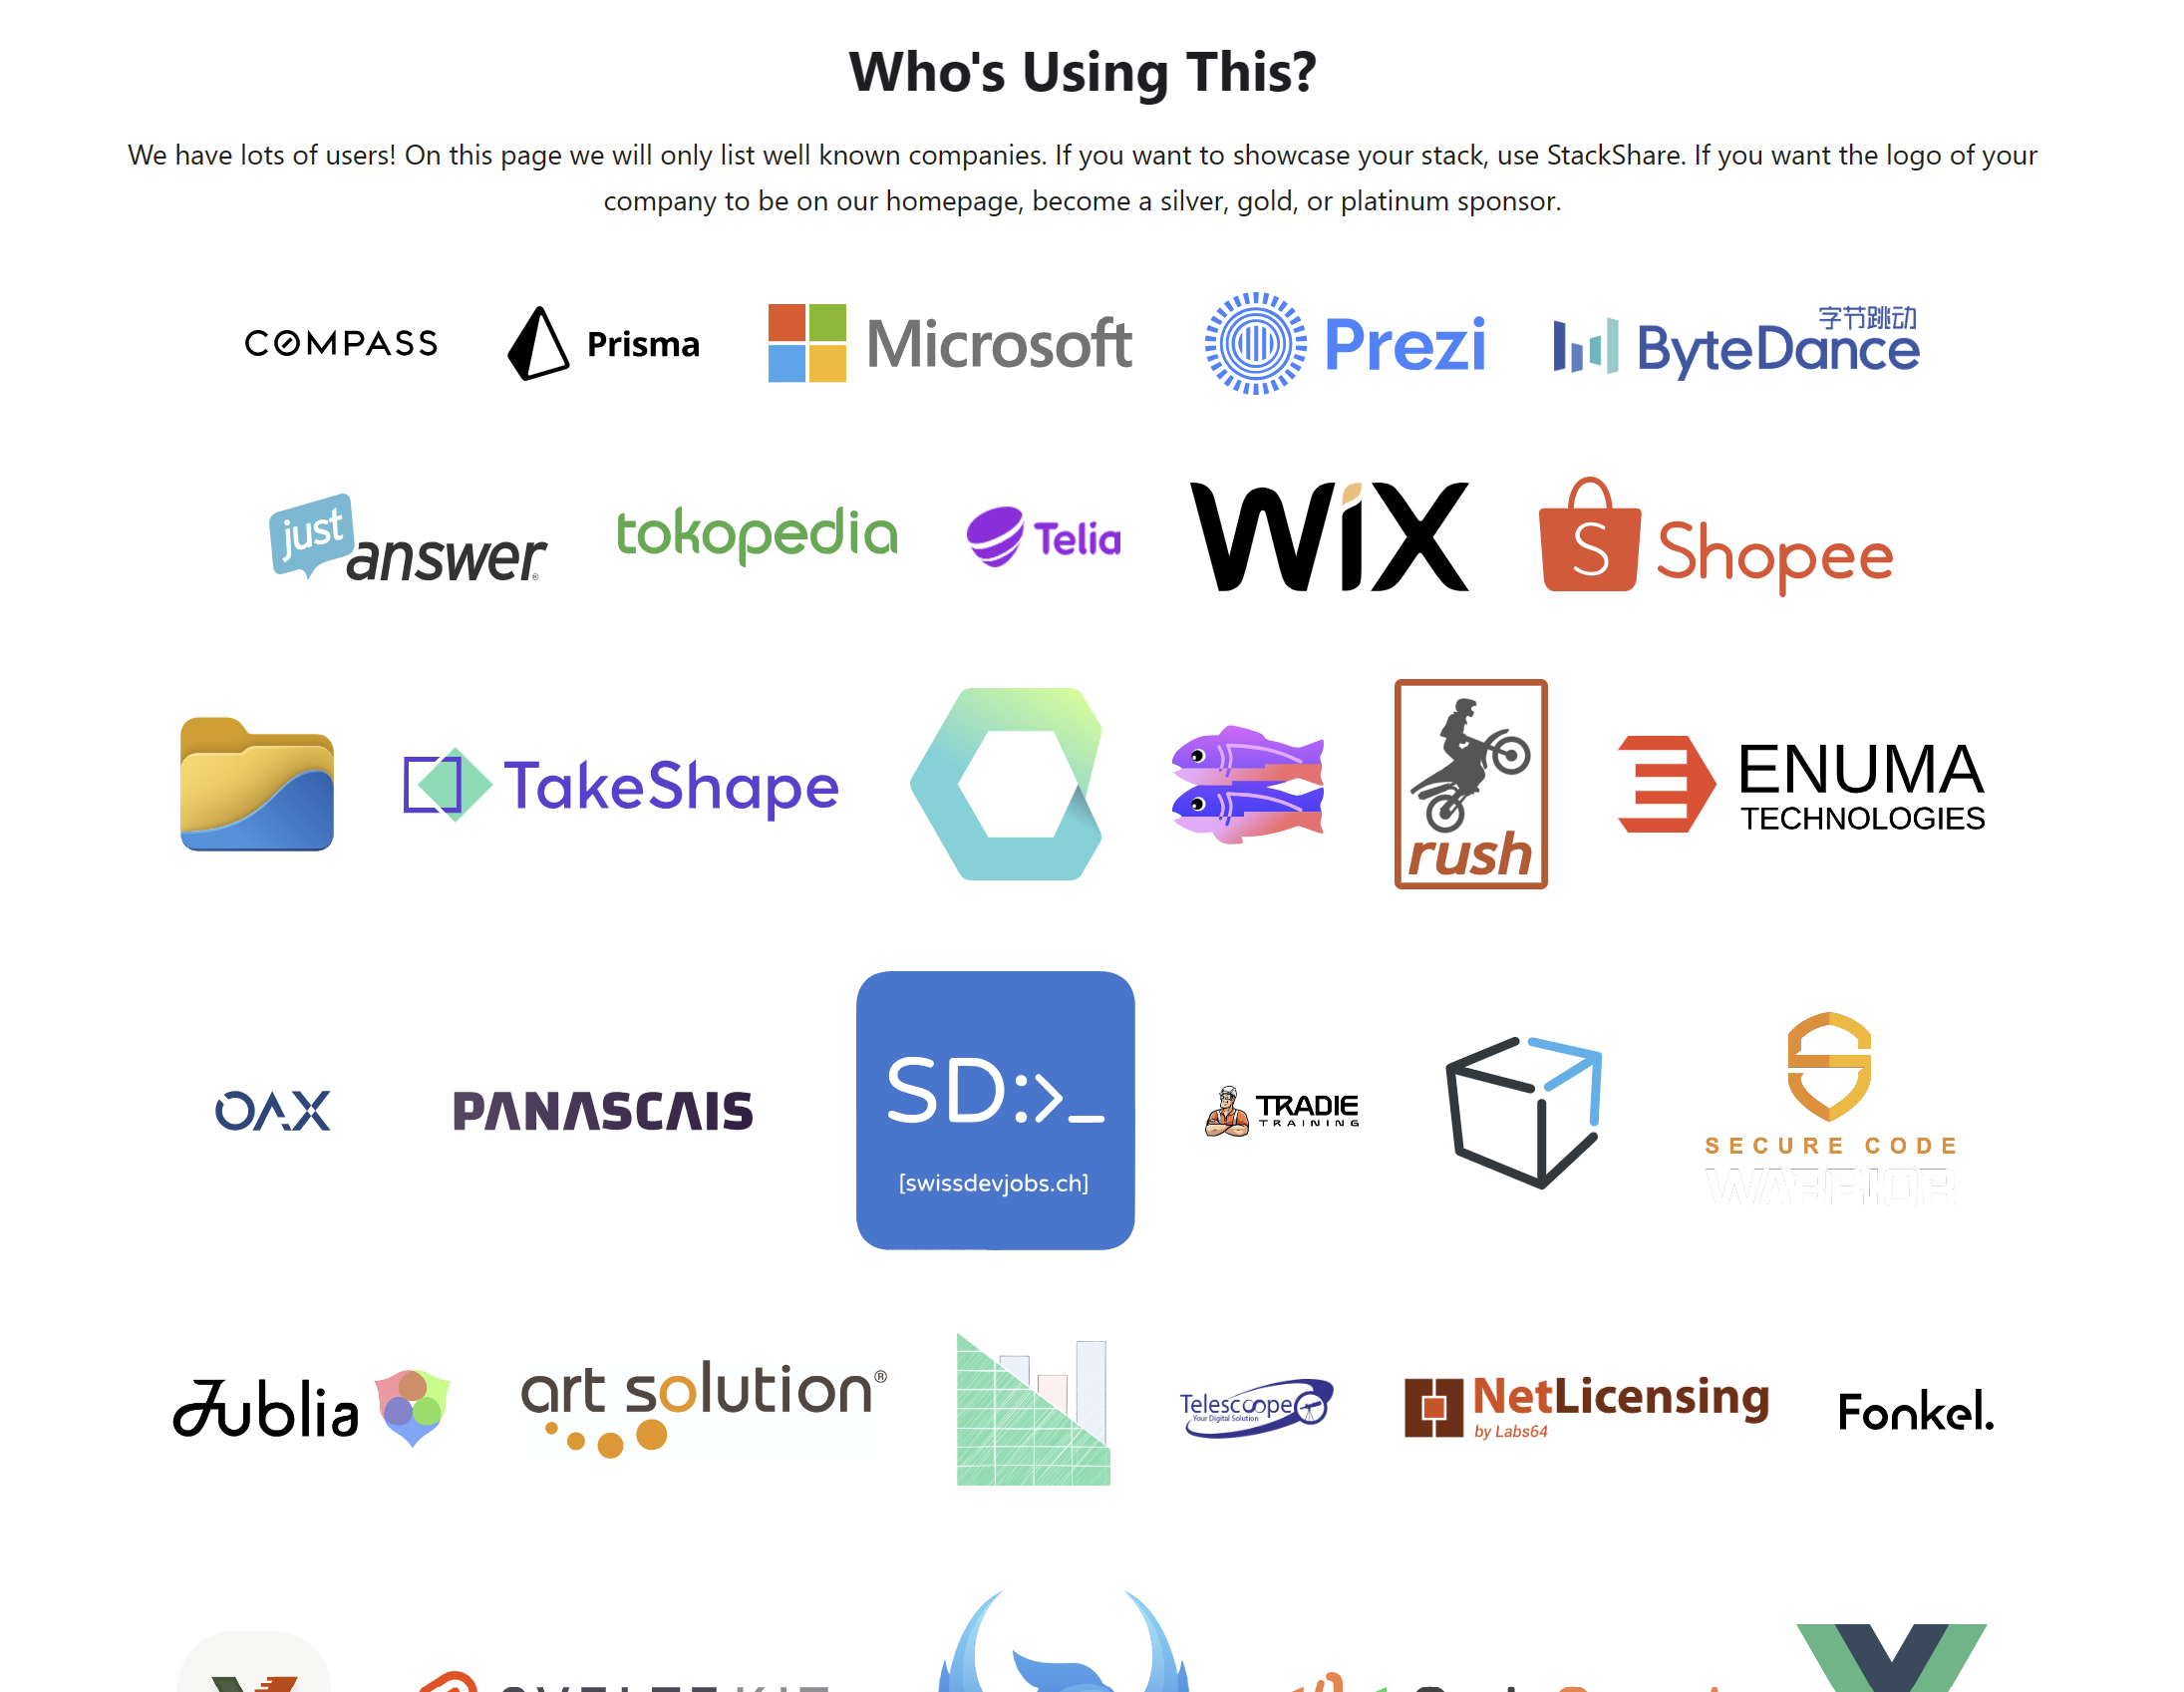 Who's Using This?
We have lots of users! On this page we will only list well known companies. If you want to showcase your stack, use StackShare. If you want the logo of your
company to be on our homepage, become a silver, gold, or platinum sponsor.
COMPASS
Prisma
Microsoft
Prezi
字节跳动
ByteDance
just
answer®
tokopedia
Telia
WiX
S
Shopee
TakeShape
rush
ENUMA
TECHNOLOGIES
OAX
PANASCAIS
SD:>_
[swissdevjobs.ch]
TRADIE
TRAINING
SECURE CODE
WARRIOR
Jublia
art solution®
Telescoope
Your Digital Solution
NetLicensing
by Labs64
Fonkel.